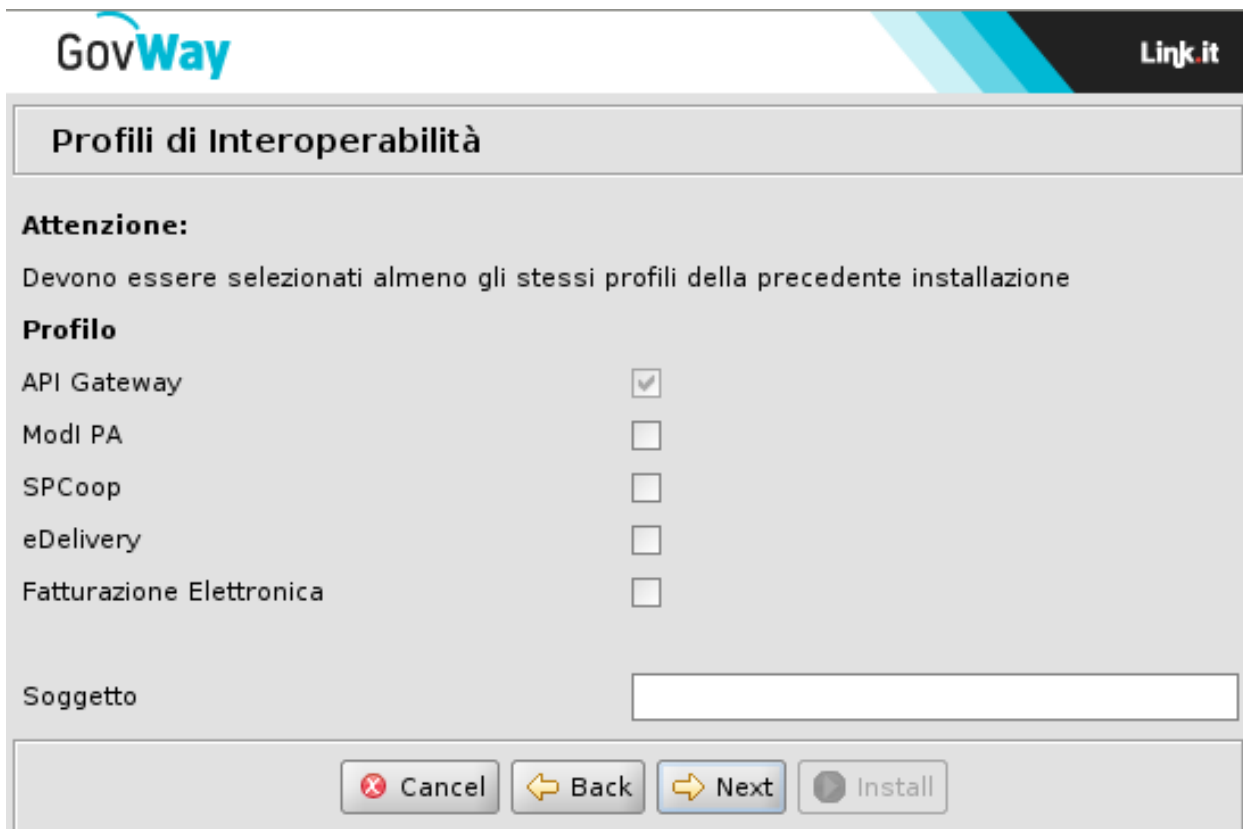 GovWay
Link.it
Profili di Interoperabilità
Attenzione:
Devono essere selezionati almeno gli stessi profili della precedente installazione
Profilo
API Gateway
ModI PA
SPCoop
eDelivery
Fatturazione Elettronica
Soggetto
Cancel Back Next Install